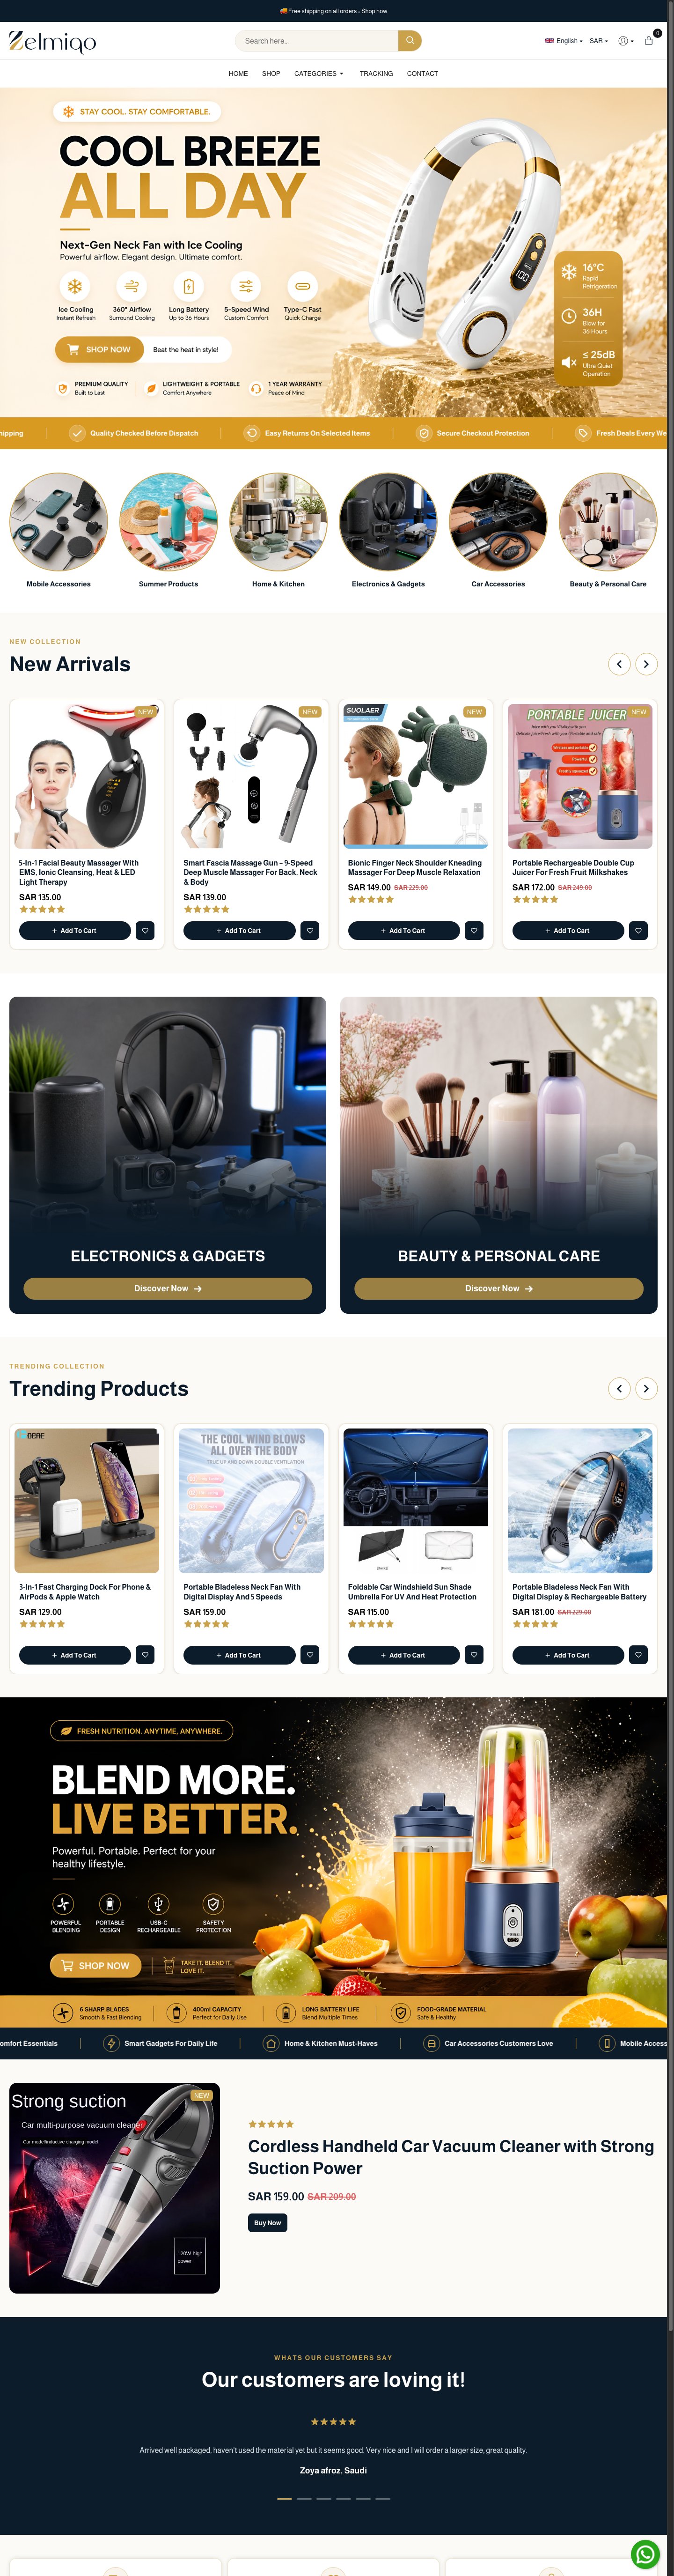 🚚 Free shipping on all orders - Shop now
Zelmiqo
Search here...
English
SAR
0
HOME
SHOP
CATEGORIES
TRACKING
CONTACT
STAY COOL. STAY COMFORTABLE.
COOL BREEZE
ALL DAY
Next-Gen Neck Fan with Ice Cooling
Powerful airflow. Elegant design. Ultimate comfort.
Ice Cooling
Instant Refresh
360° Airflow
Surround Cooling
Long Battery
Up to 36 Hours
5-Speed Wind
Custom Comfort
Type-C Fast
Quick Charge
SHOP NOW
Beat the heat in style!
PREMIUM QUALITY
Built to Last
LIGHTWEIGHT & PORTABLE
Comfort Anywhere
1 YEAR WARRANTY
Peace of Mind
100
16°C
Rapid
Refrigeration
36H
Blow for
36 Hours
≤ 25dB
Ultra Quiet
Operation
hipping
Quality Checked Before Dispatch
Easy Returns On Selected Items
Secure Checkout Protection
Fresh Deals Every We
Mobile Accessories
Summer Products
Home & Kitchen
Electronics & Gadgets
Car Accessories
Beauty & Personal Care
NEW COLLECTION
New Arrivals
NEW
5-In-1 Facial Beauty Massager With
EMS, Ionic Cleansing, Heat & LED
Light Therapy
SAR 135.00
Add To Cart
NEW
Smart Fascia Massage Gun – 9-Speed
Deep Muscle Massager For Back, Neck
& Body
SAR 139.00
Add To Cart
SUOLAER
NEW
Bionic Finger Neck Shoulder Kneading
Massager For Deep Muscle Relaxation
SAR 149.00 SAR 229.00
Add To Cart
PORTABLE JUICER
NEW
Portable Rechargeable Double Cup
Juicer For Fresh Fruit Milkshakes
SAR 172.00 SAR 249.00
Add To Cart
ELECTRONICS & GADGETS
Discover Now
BEAUTY & PERSONAL CARE
Discover Now
TRENDING COLLECTION
Trending Products
3-In-1 Fast Charging Dock For Phone &
AirPods & Apple Watch
SAR 129.00
Add To Cart
THE COOL WIND BLOWS
ALL OVER THE BODY
TRUE UP AND DOWN DOUBLE VENTILATION
Portable Bladeless Neck Fan With
Digital Display And 5 Speeds
SAR 159.00
Add To Cart
Foldable Car Windshield Sun Shade
Umbrella For UV And Heat Protection
SAR 115.00
Add To Cart
Portable Bladeless Neck Fan With
Digital Display & Rechargeable Battery
SAR 181.00 SAR 229.00
Add To Cart
FRESH NUTRITION. ANYTIME, ANYWHERE.
BLEND MORE.
LIVE BETTER.
Powerful. Portable. Perfect for your
healthy lifestyle.
POWERFUL
BLENDING
PORTABLE
DESIGN
USB-C
RECHARGEABLE
SAFETY
PROTECTION
SHOP NOW
TAKE IT, BLEND IT,
LOVE IT.
6 SHARP BLADES
Smooth & Fast Blending
400ml CAPACITY
Perfect for Daily Use
LONG BATTERY LIFE
Blend Multiple Times
FOOD-GRADE MATERIAL
Safe & Healthy
omfort Essentials
Smart Gadgets For Daily Life
Home & Kitchen Must-Haves
Car Accessories Customers Love
Mobile Access
Strong suction
NEW
Car multi-purpose vacuum cleaner
Car model/inductive charging model
120W high
power
Cordless Handheld Car Vacuum Cleaner with Strong
Suction Power
SAR 159.00 SAR 209.00
Buy Now
WHATS OUR CUSTOMERS SAY
Our customers are loving it!
Arrived well packaged, haven't used the material yet but it seems good. Very nice and I will order a larger size, great quality.
Zoya afroz, Saudi